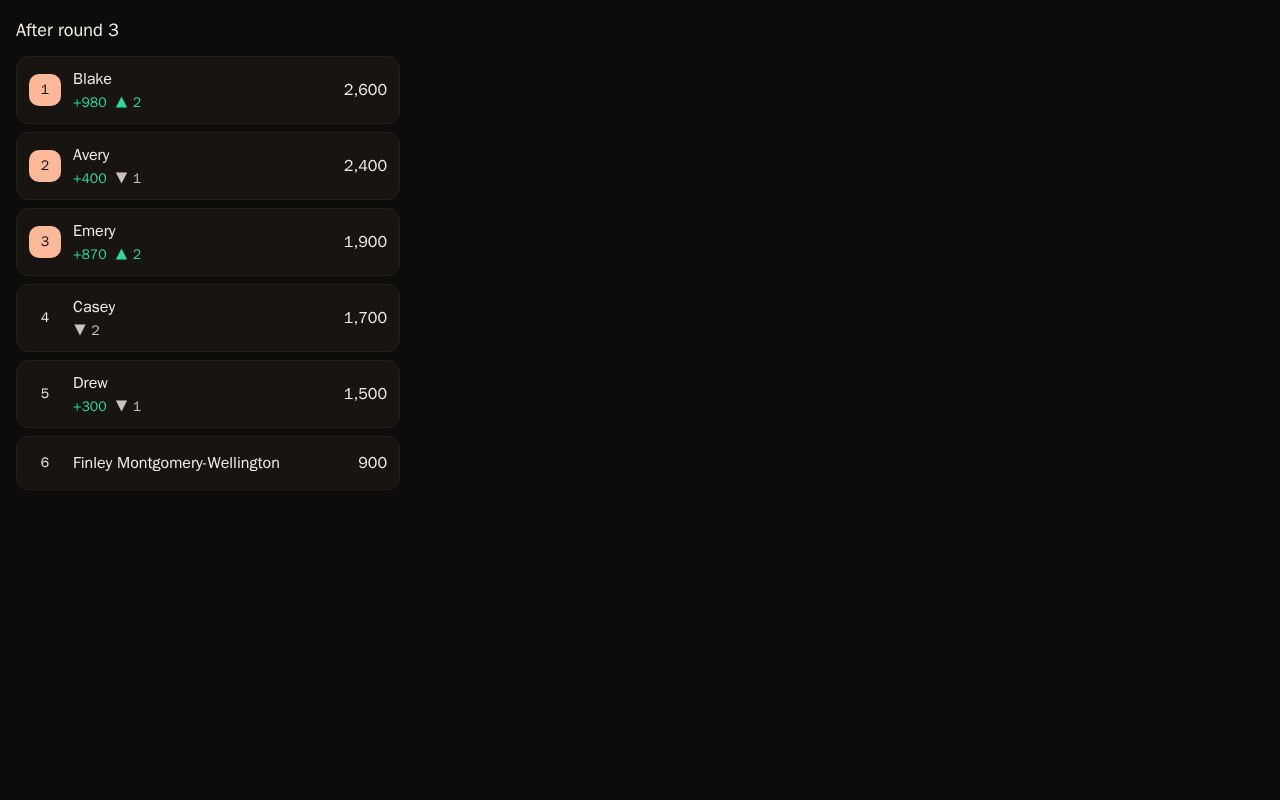 After round 3
1 Blake 2,600
+980 ▲ 2
2 Avery 2,400
+400 ▼ 1
3 Emery 1,900
+870 ▲ 2
4 Casey 1,700
▼ 2
5 Drew 1,500
+300 ▼ 1
6 Finley Montgomery-Wellington 900